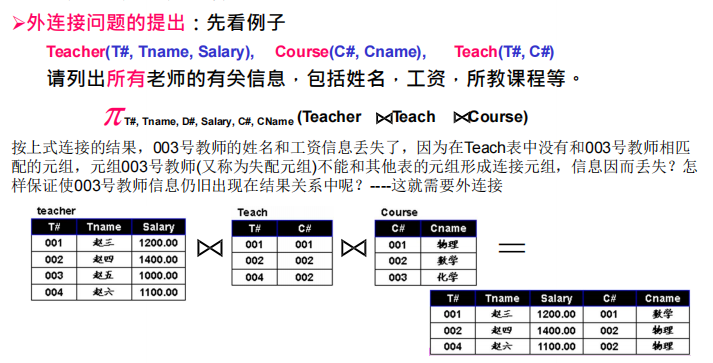 ➢外连接问题的提出：先看例子
Teacher(T#, Tname, Salary), Course(C#, Cname), Teach(T#, C#)
请列出所有老师的有关信息，包括姓名，工资，所教课程等。
π T#, Tname, D#, Salary, C#, CName (Teacher ⋈Teach ⋈Course)
按上式连接的结果，003号教师的姓名和工资信息丢失了，因为在Teach表中没有和003号教师相匹
配的元组，元组003号教师(又称为失配元组)不能和其他表的元组形成连接元组，信息因而丢失？怎
样保证使003号教师信息仍旧出现在结果关系中呢？----这就需要外连接
teacher Teach Course
T# Tname Salary T# C# C# Cname
001 赵三 1200.00 001 001 001 物理
002 赵四 1400.00 ⋈ 002 002 ⋈ 002 数学 =
003 赵五 1000.00 004 002 003 化学
004 赵六 1100.00
T# Tname Salary C# Cname
001 赵三 1200.00 001 数学
002 赵四 1400.00 002 物理
004 赵六 1100.00 002 物理